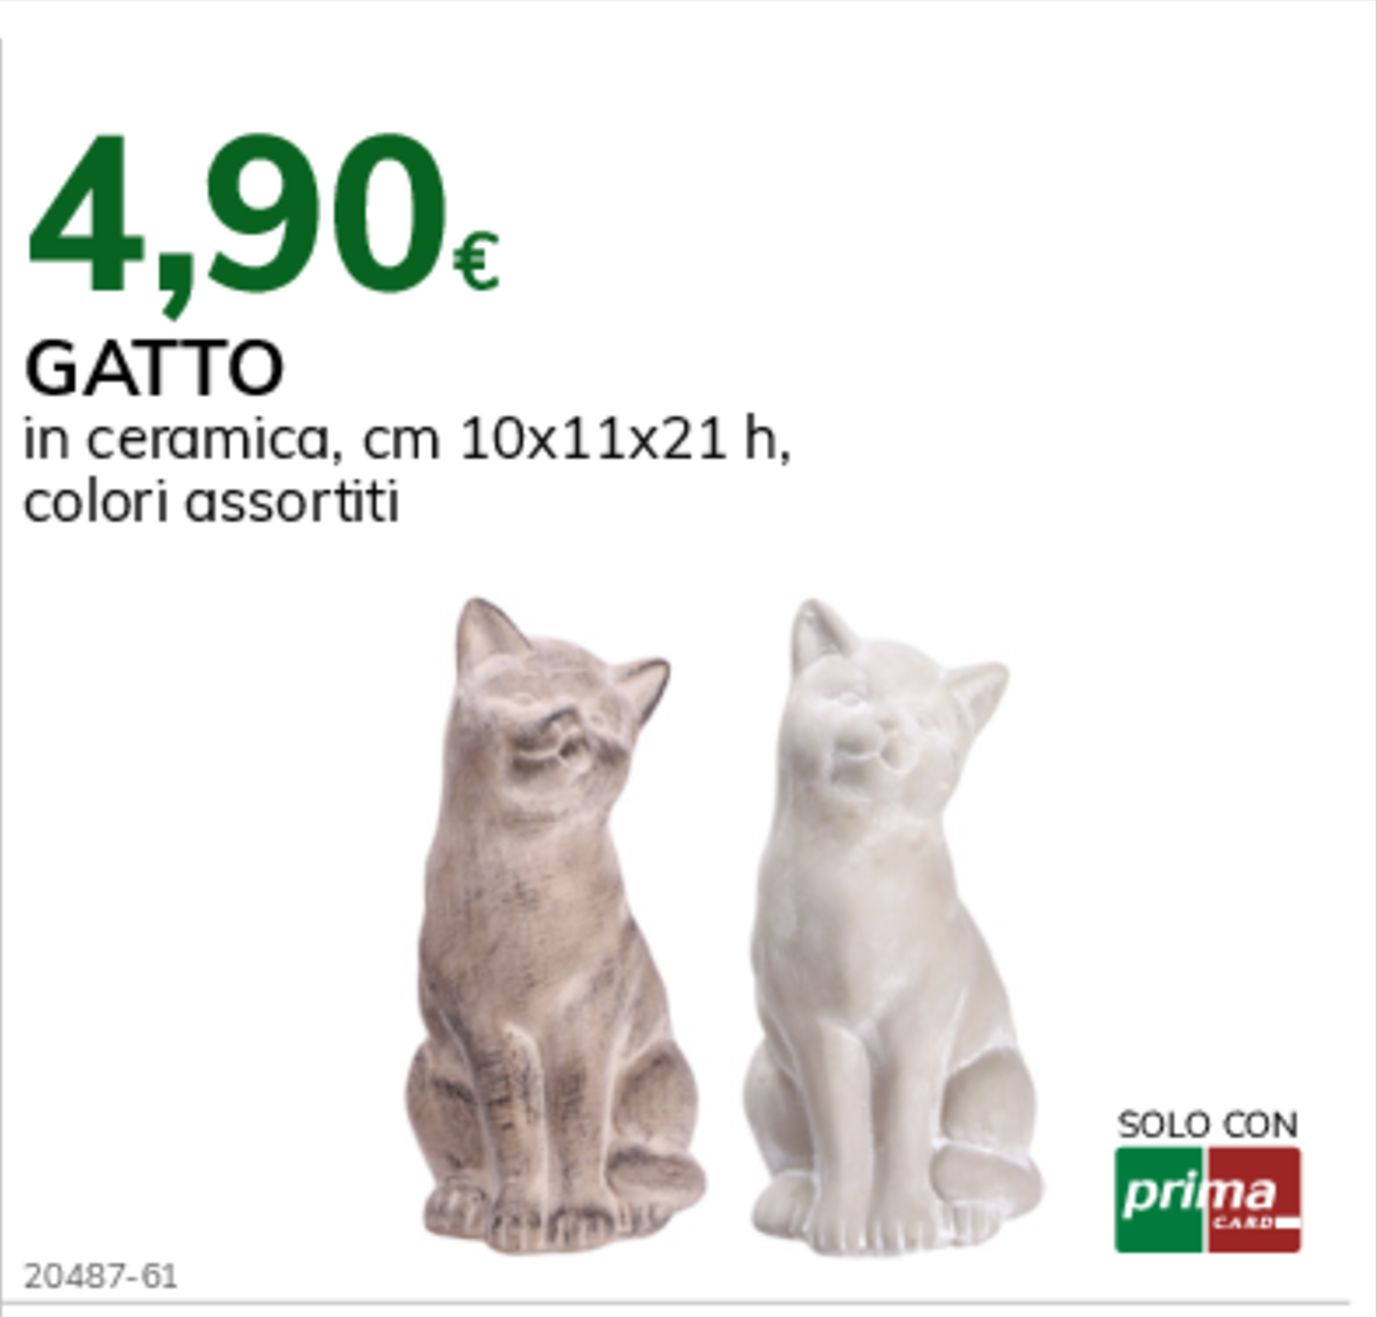 4,90€
GATTO
in ceramica, cm 10x11x21 h,
colori assortiti
SOLO CON
prima
CARD
20487-61